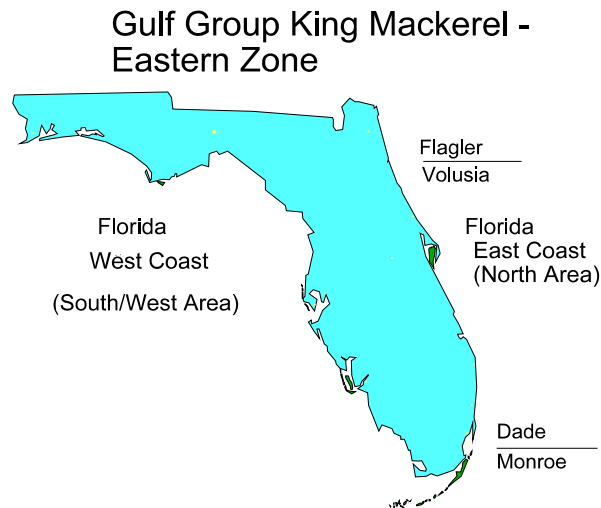 Gulf Group King Mackerel -
Eastern Zone
Flagler
Volusia
Florida
West Coast
(South/West Area)
Florida
East Coast
(North Area)
Dade
Monroe